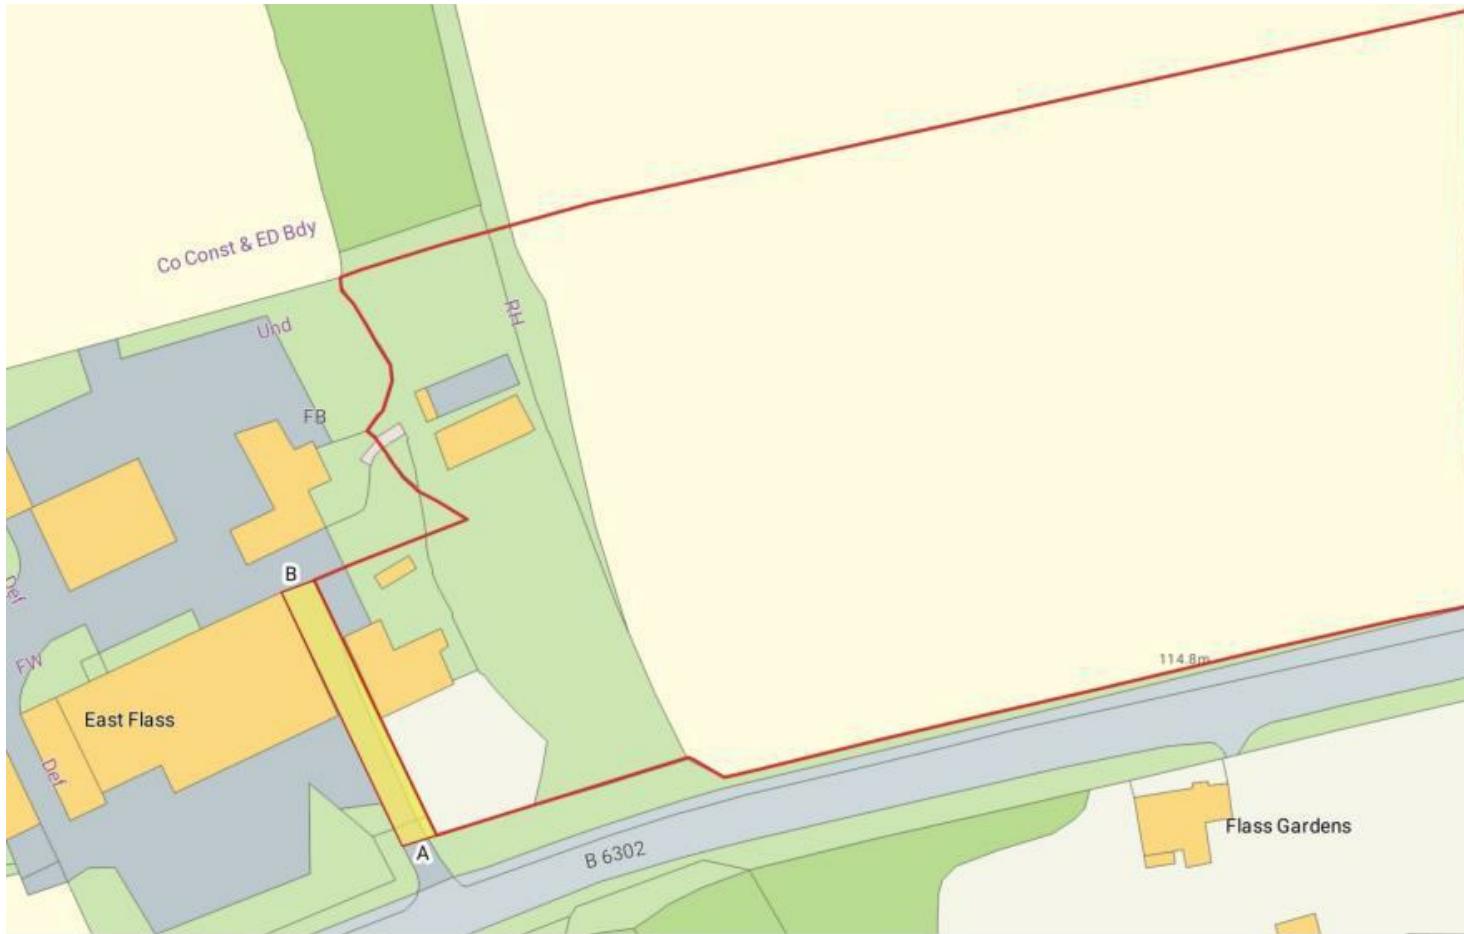 Co Const & ED Bdy
Und
RH
FB
B
Def
FW
East Flass
Def
114.8m
A
B 6302
Flass Gardens